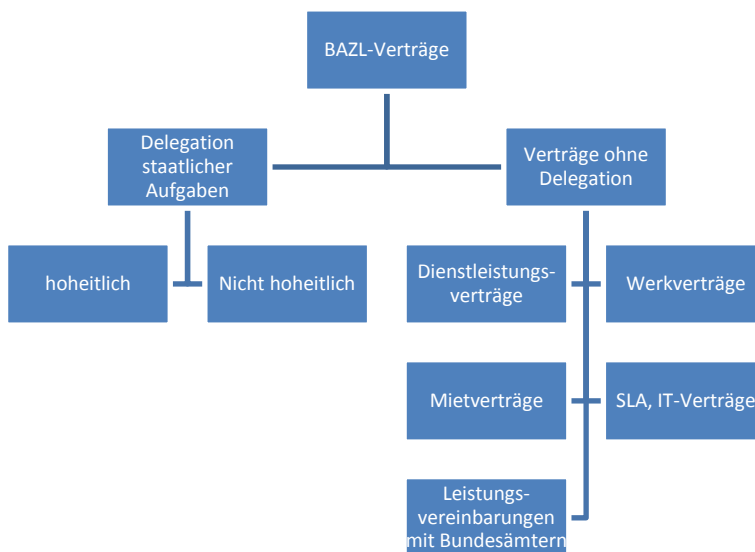 BAZL-Verträge
Delegation
staatlicher
Aufgaben
Verträge ohne
Delegation
hoheitlich
Nicht hoheitlich
Dienstleistungs-
verträge
Werkverträge
Mietverträge
SLA, IT-Verträge
Leistungs-
vereinbarungen
mit Bundesämtern